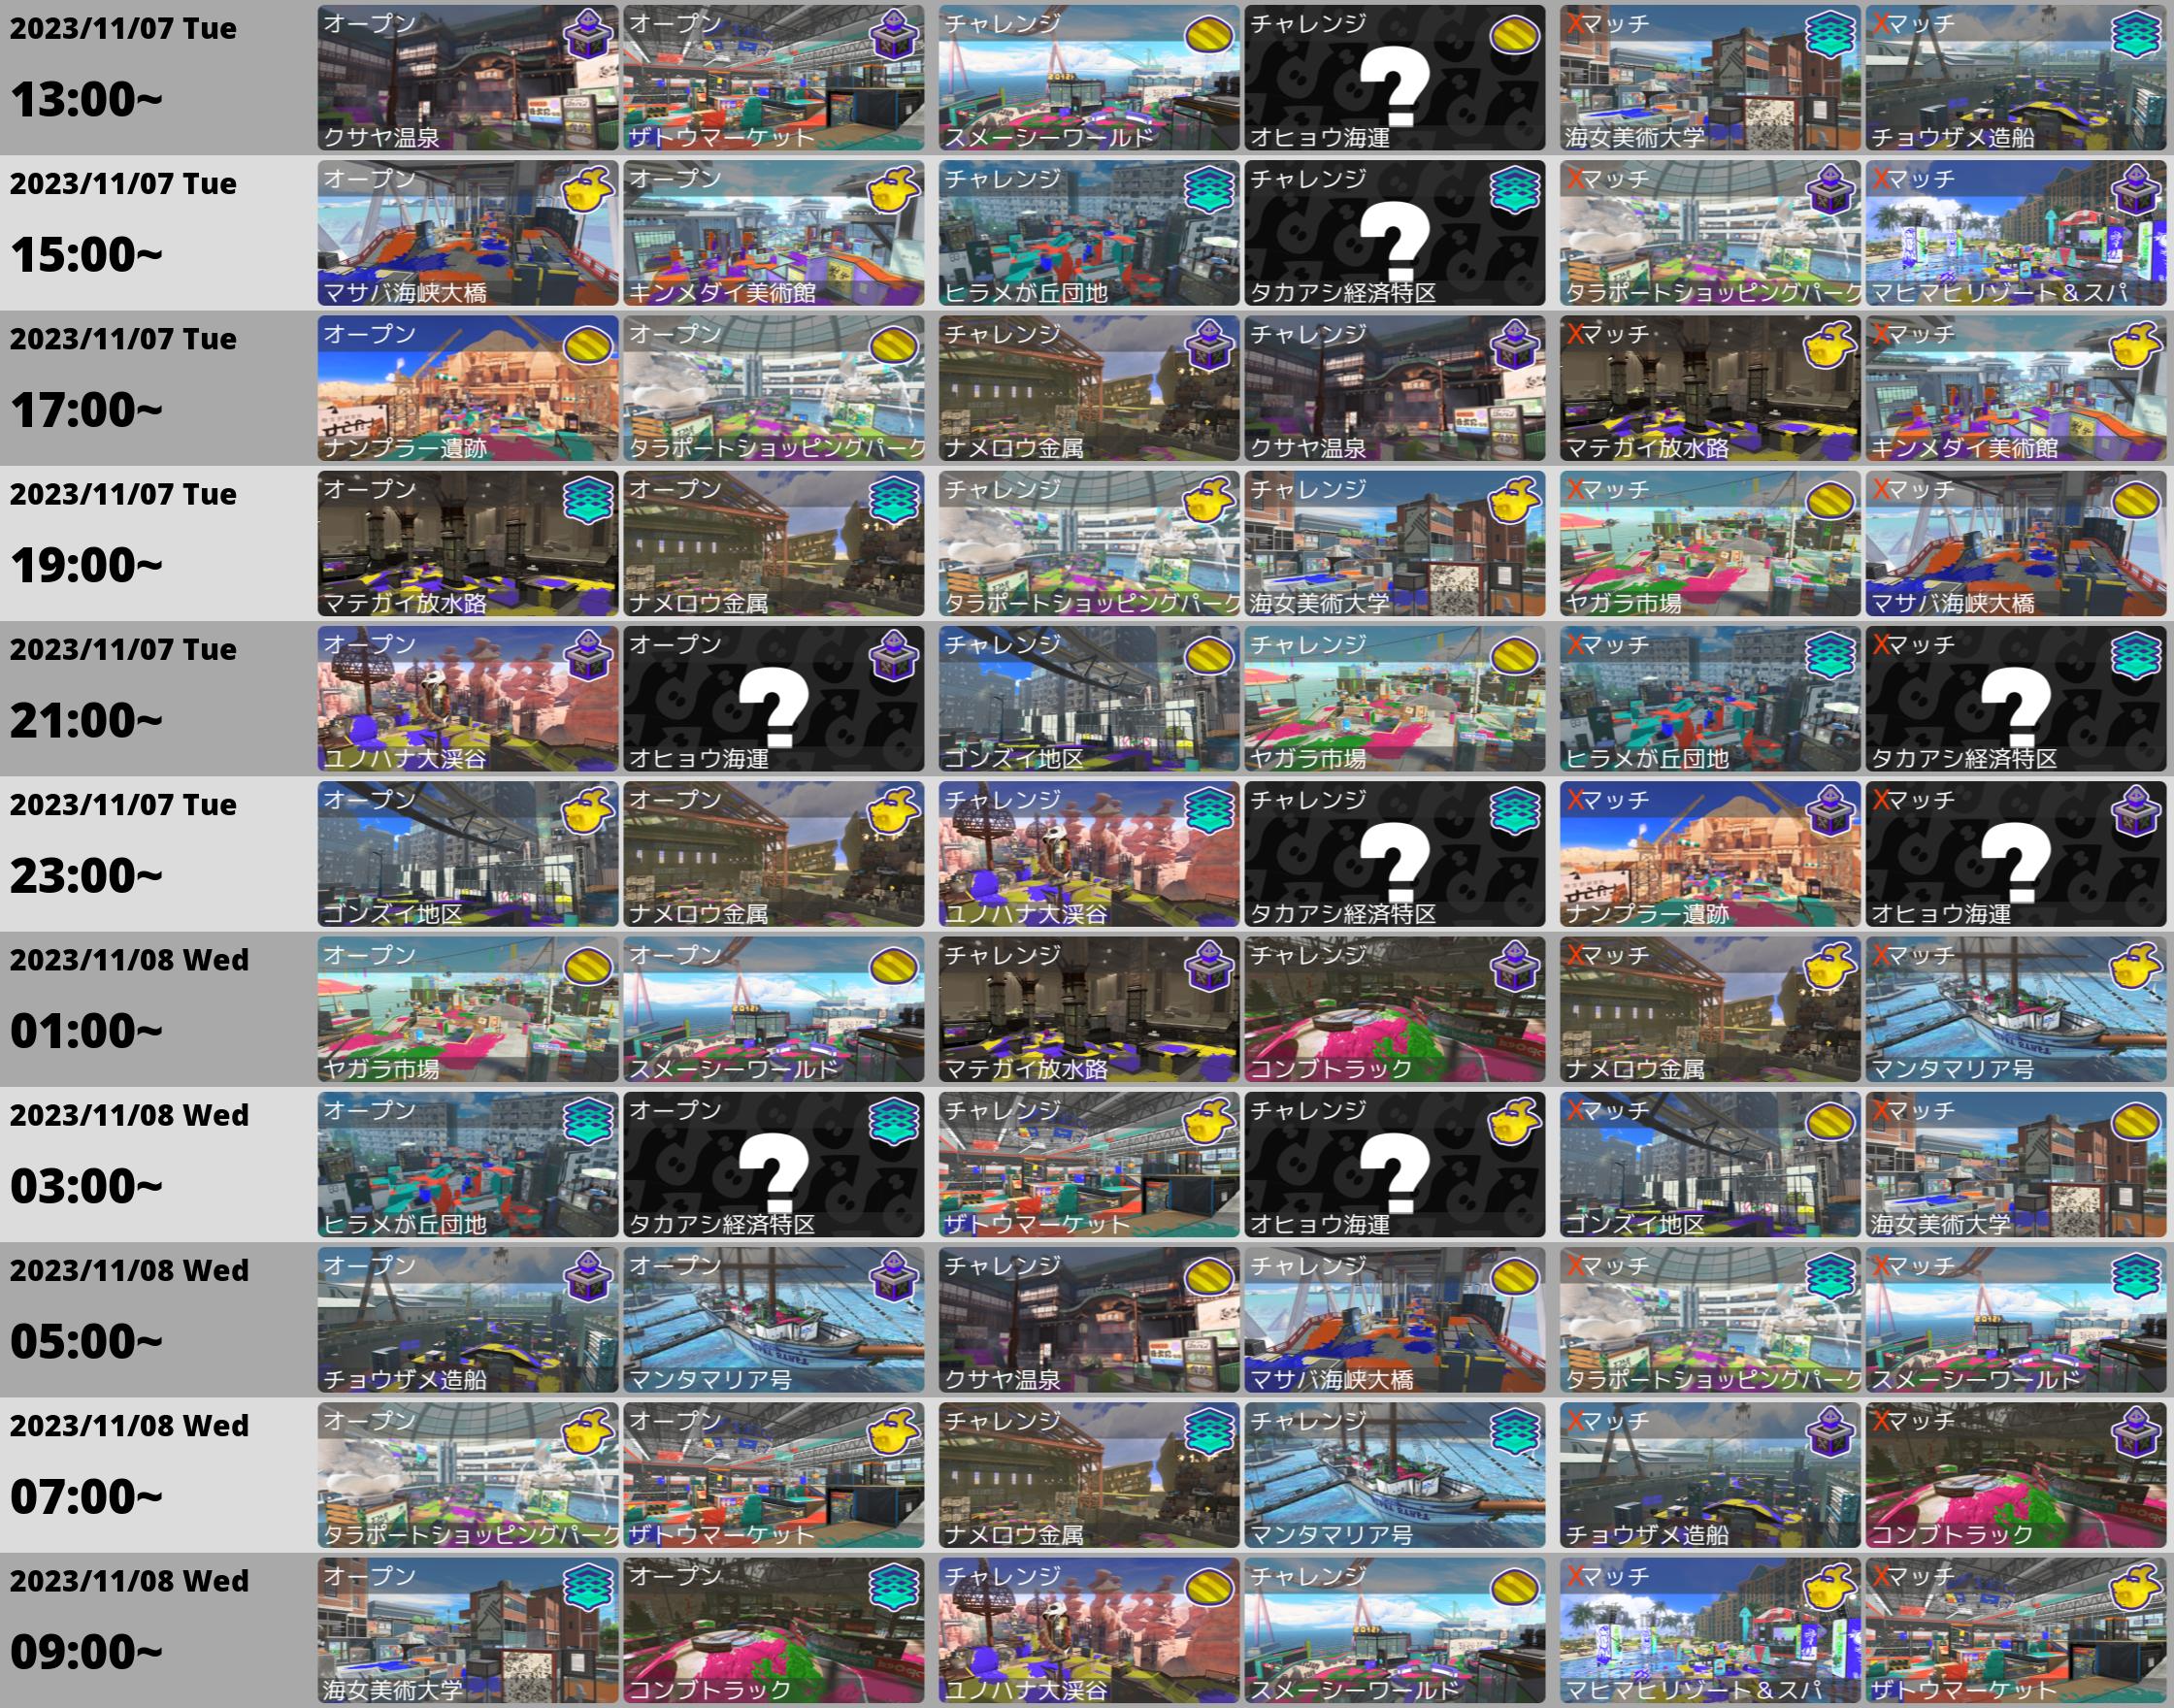 2023/11/07 Tue
13:00~
オープン オープン チャレンジ チャレンジ Xマッチ Xマッチ
クサヤ温泉 ザトウマーケット スメーシーワールド オヒョウ海運 海女美術大学 チョウザメ造船
2023/11/07 Tue
15:00~
オープン オープン チャレンジ チャレンジ Xマッチ Xマッチ
マサバ海峡大橋 キンメダイ美術館 ヒラメが丘団地 タカアシ経済特区 タラポートショッピングパーク マヒマヒリゾート&スパ
2023/11/07 Tue
17:00~
オープン オープン チャレンジ チャレンジ Xマッチ Xマッチ
ナンプラー遺跡 タラポートショッピングパーク ナメロウ金属 クサヤ温泉 マテガイ放水路 キンメダイ美術館
2023/11/07 Tue
19:00~
オープン オープン チャレンジ チャレンジ Xマッチ Xマッチ
マテガイ放水路 ナメロウ金属 タラポートショッピングパーク 海女美術大学 ヤガラ市場 マサバ海峡大橋
2023/11/07 Tue
21:00~
オープン オープン チャレンジ チャレンジ Xマッチ Xマッチ
ユノハナ大渓谷 オヒョウ海運 ゴンズイ地区 ヤガラ市場 ヒラメが丘団地 タカアシ経済特区
2023/11/07 Tue
23:00~
オープン オープン チャレンジ チャレンジ Xマッチ Xマッチ
ゴンズイ地区 ナメロウ金属 ユノハナ大渓谷 タカアシ経済特区 ナンプラー遺跡 オヒョウ海運
2023/11/08 Wed
01:00~
オープン オープン チャレンジ チャレンジ Xマッチ Xマッチ
ヤガラ市場 スメーシーワールド マテガイ放水路 コンブトラック ナメロウ金属 マンタマリア号
2023/11/08 Wed
03:00~
オープン オープン チャレンジ チャレンジ Xマッチ Xマッチ
ヒラメが丘団地 タカアシ経済特区 ザトウマーケット オヒョウ海運 ゴンズイ地区 海女美術大学
2023/11/08 Wed
05:00~
オープン オープン チャレンジ チャレンジ Xマッチ Xマッチ
チョウザメ造船 マンタマリア号 クサヤ温泉 マサバ海峡大橋 タラポートショッピングパーク スメーシーワールド
2023/11/08 Wed
07:00~
オープン オープン チャレンジ チャレンジ Xマッチ Xマッチ
タラポートショッピングパーク ザトウマーケット ナメロウ金属 マンタマリア号 チョウザメ造船 コンブトラック
2023/11/08 Wed
09:00~
オープン オープン チャレンジ チャレンジ Xマッチ Xマッチ
海女美術大学 コンブトラック ユノハナ大渓谷 スメーシーワールド マヒマヒリゾート&スパ ザトウマーケット